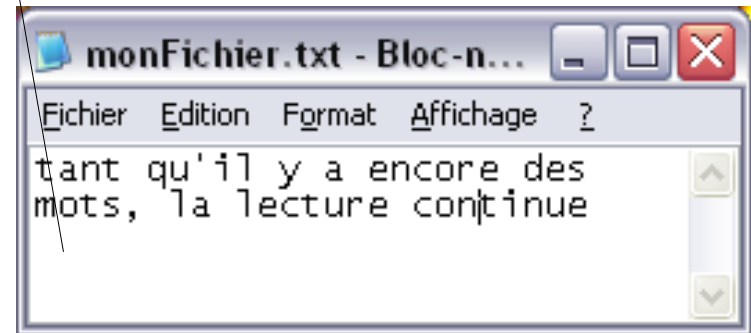 monFichier.txt - Bloc-n...
Fichier Edition Format Affichage ?
tant qu'il y a encore des
mots, la lecture continue